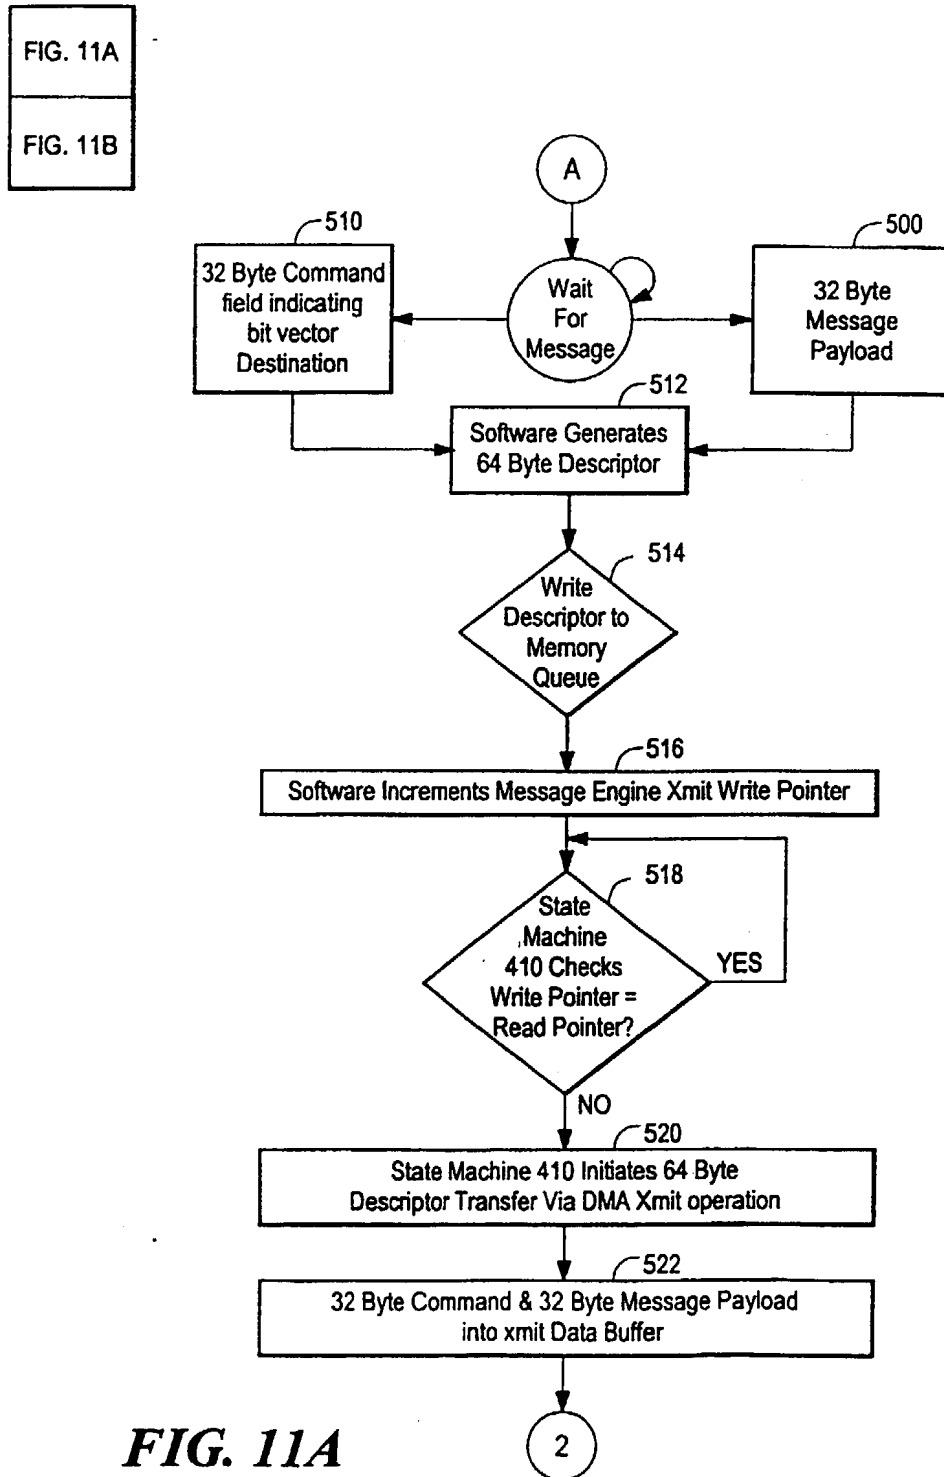 FIG. 11A
FIG. 11B
A
510
32 Byte Command
field indicating
bit vector
Destination
Wait
For
Message
500
32 Byte
Message
Payload
512
Software Generates
64 Byte Descriptor
514
Write
Descriptor to
Memory
Queue
516
Software Increments Message Engine Xmit Write Pointer
518
State
Machine
410 Checks
Write Pointer =
Read Pointer?
YES
NO
520
State Machine 410 Initiates 64 Byte
Descriptor Transfer Via DMA Xmit operation
522
32 Byte Command & 32 Byte Message Payload
into xmit Data Buffer
2
FIG. 11A